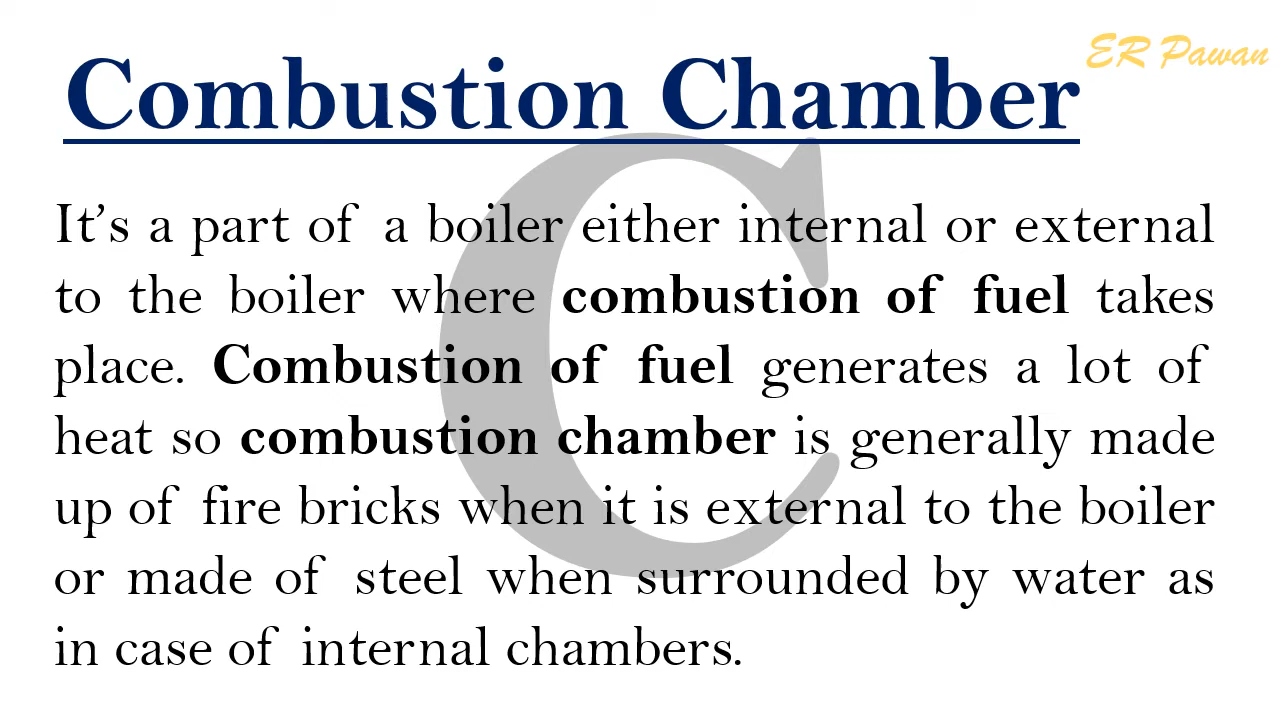 ER Pawan
Combustion Chamber
It’s a part of a boiler either internal or external
to the boiler where combustion of fuel takes
place. Combustion of fuel generates a lot of
heat so combustion chamber is generally made
up of fire bricks when it is external to the boiler
or made of steel when surrounded by water as
in case of internal chambers.
C